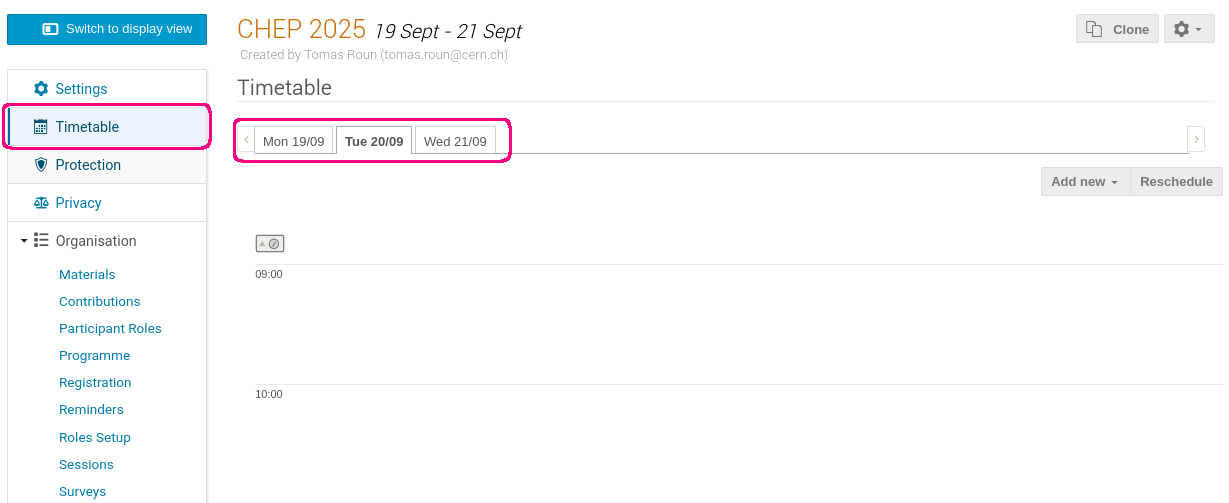 Switch to display view
CHEP 2025 19 Sept - 21 Sept
Clone
Created by Tomas Roun (tomas.roun@cern.ch)
Settings
Timetable
Protection
Privacy
Organisation
Materials
Contributions
Participant Roles
Programme
Registration
Reminders
Roles Setup
Sessions
Surveys
Timetable
Mon 19/09
Tue 20/09
Wed 21/09
Add new
Reschedule
09:00
10:00